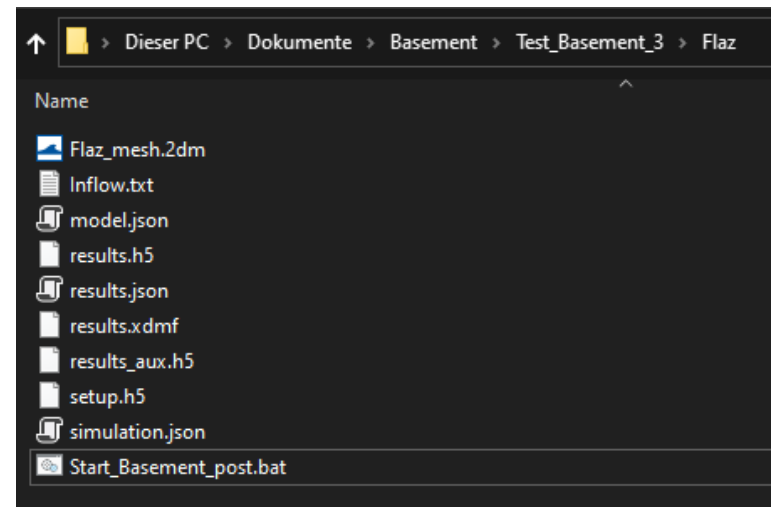 Dieser PC > Dokumente > Basement > Test_Basement_3 > Flaz
Name
Flaz_mesh.2dm
Inflow.txt
model.json
results.h5
results.json
results.xdmf
results_aux.h5
setup.h5
simulation.json
Start_Basement_post.bat